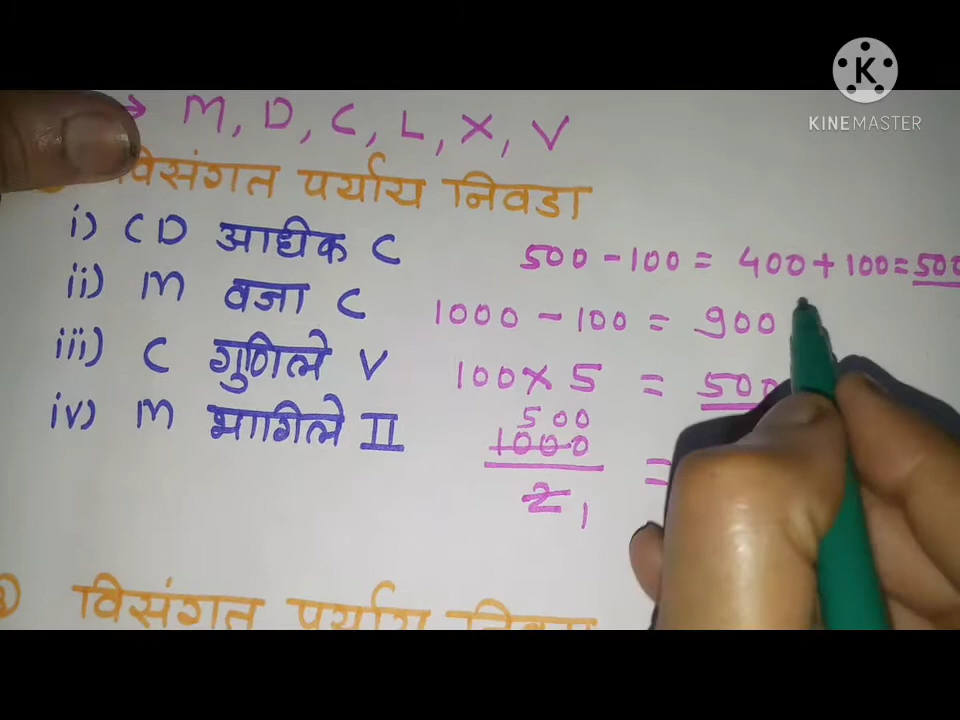 K
KINEMASTER
→ M, D, C, L, X, V
विसंगत पर्याय निवडा
i) CD आधीक C 500 - 100 = 400 + 100 = 500
ii) M वजा C 1000 - 100 = 900
iii) C गुणिले V 100 × 5 = 500
iv) M भागिले II 500
1000 =
2 1
विसंगत पर्याय